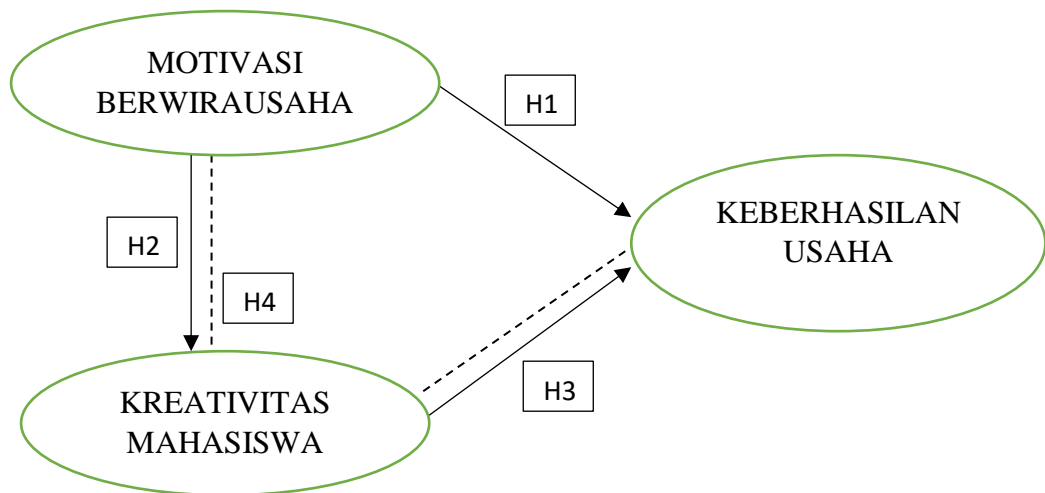 MOTIVASI
BERWIRAUSAHA
H1
KEBERHASILAN
USAHA
H2
H4
H3
KREATIVITAS
MAHASISWA